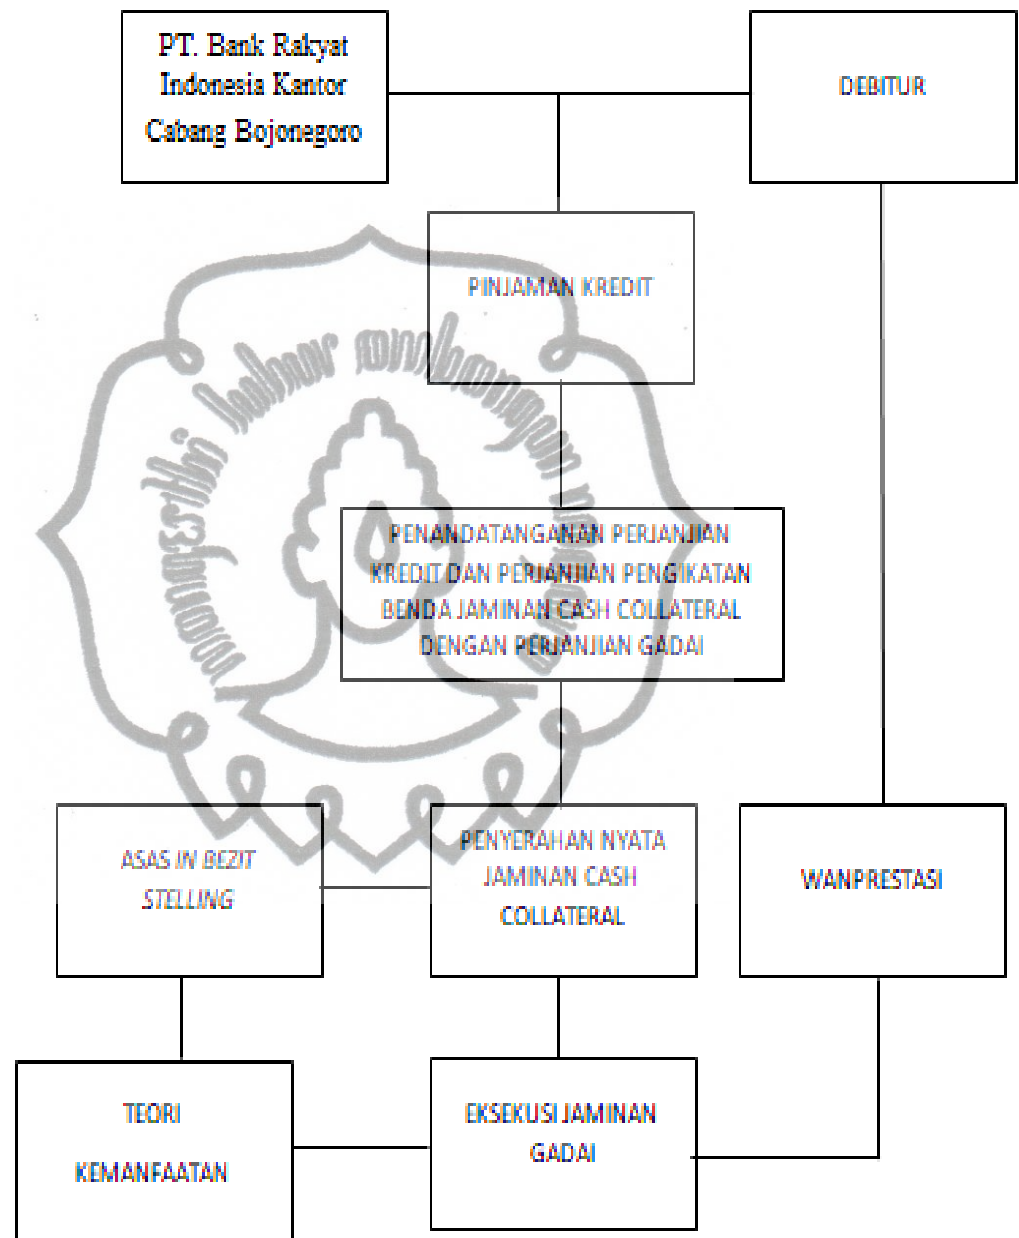 PT. Bank Rakyat
Indonesia Kantor
Cabang Bojonegoro
DEBITUR
PINJAMAN KREDIT
PENANDATANGANAN PERJANJIAN
KREDIT DAN PERJANJIAN PENGIKATAN
BENDA JAMINAN CASH COLLATERAL
DENGAN PERJANJIAN GADAI
ASAS IN BEZIT
STELLING
PENYERAHAN NYATA
JAMINAN CASH
COLLATERAL
WANPRESTASI
TEORI
KEMANFAATAN
EKSEKUSI JAMINAN
GADAI